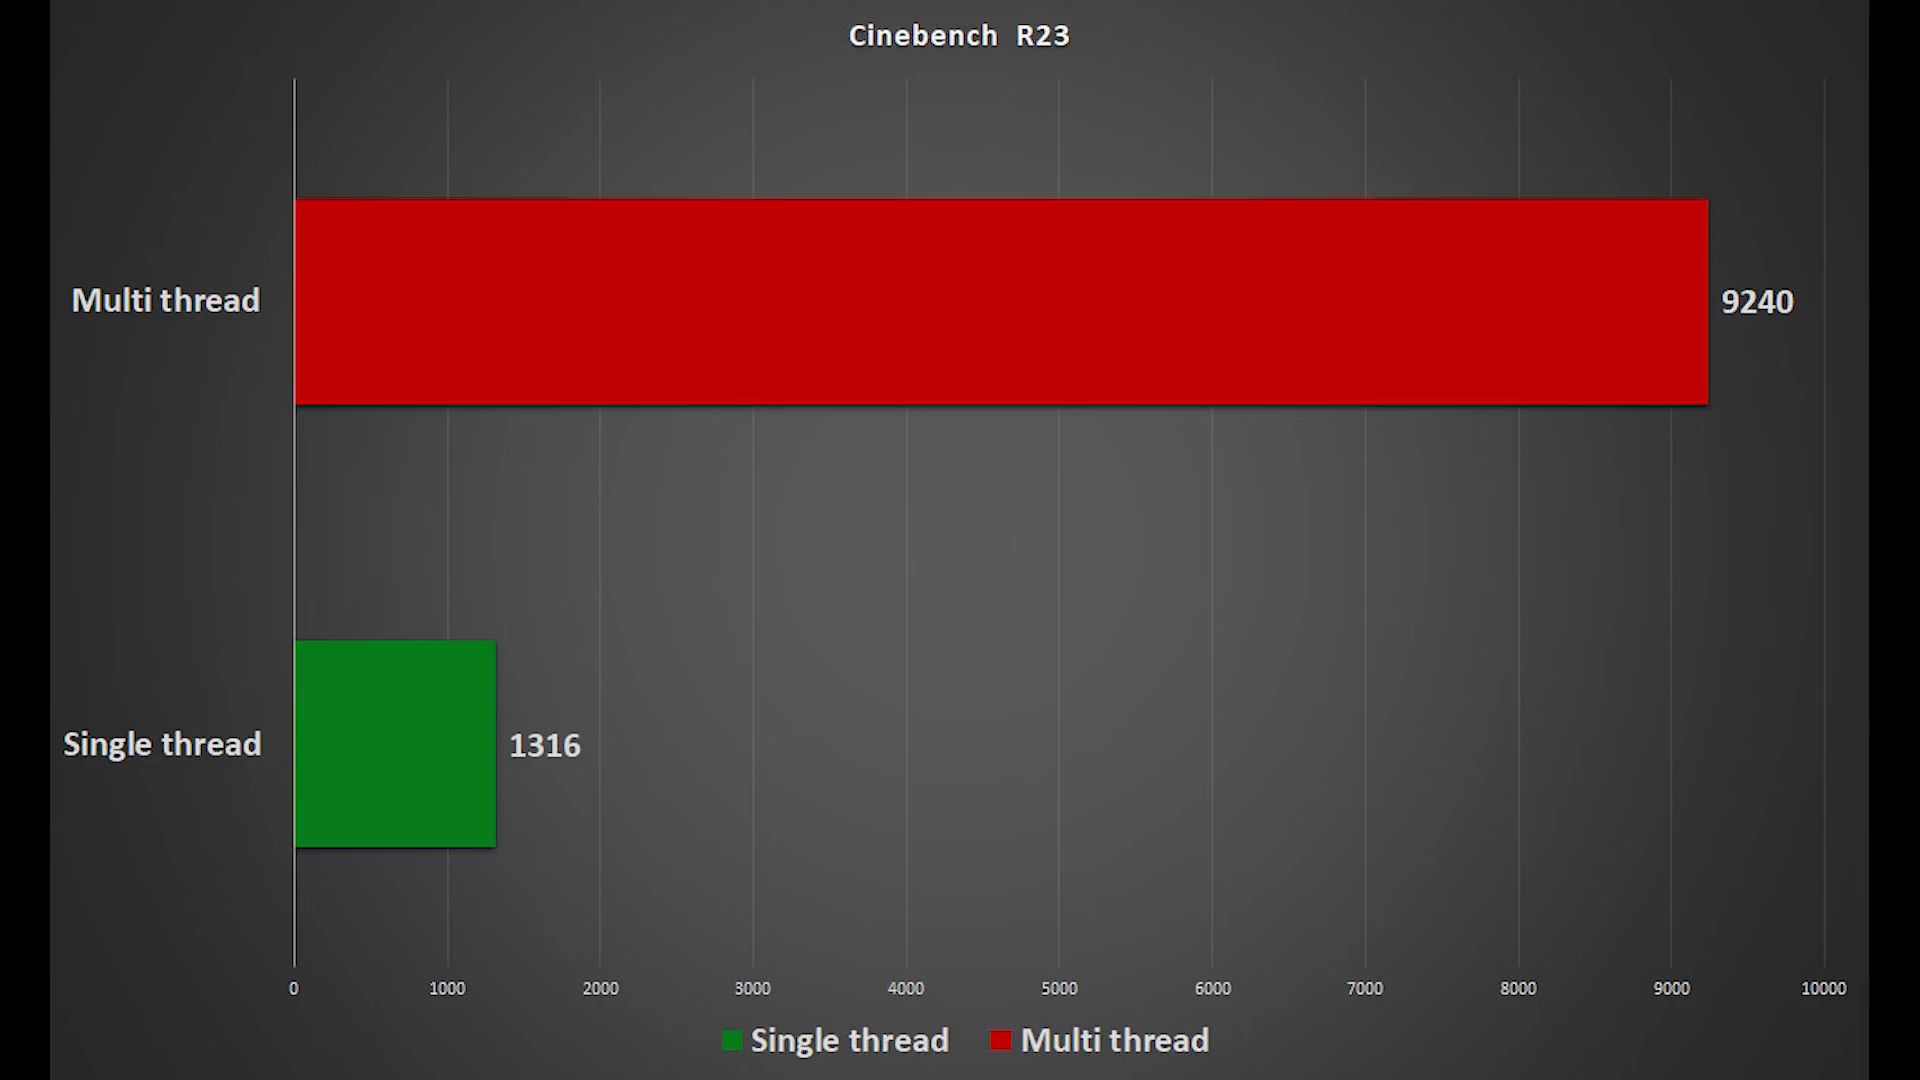 Cinebench R23
Multi thread
9240
Single thread
1316
0 1000 2000 3000 4000 5000 6000 7000 8000 9000 10000
Single thread Multi thread